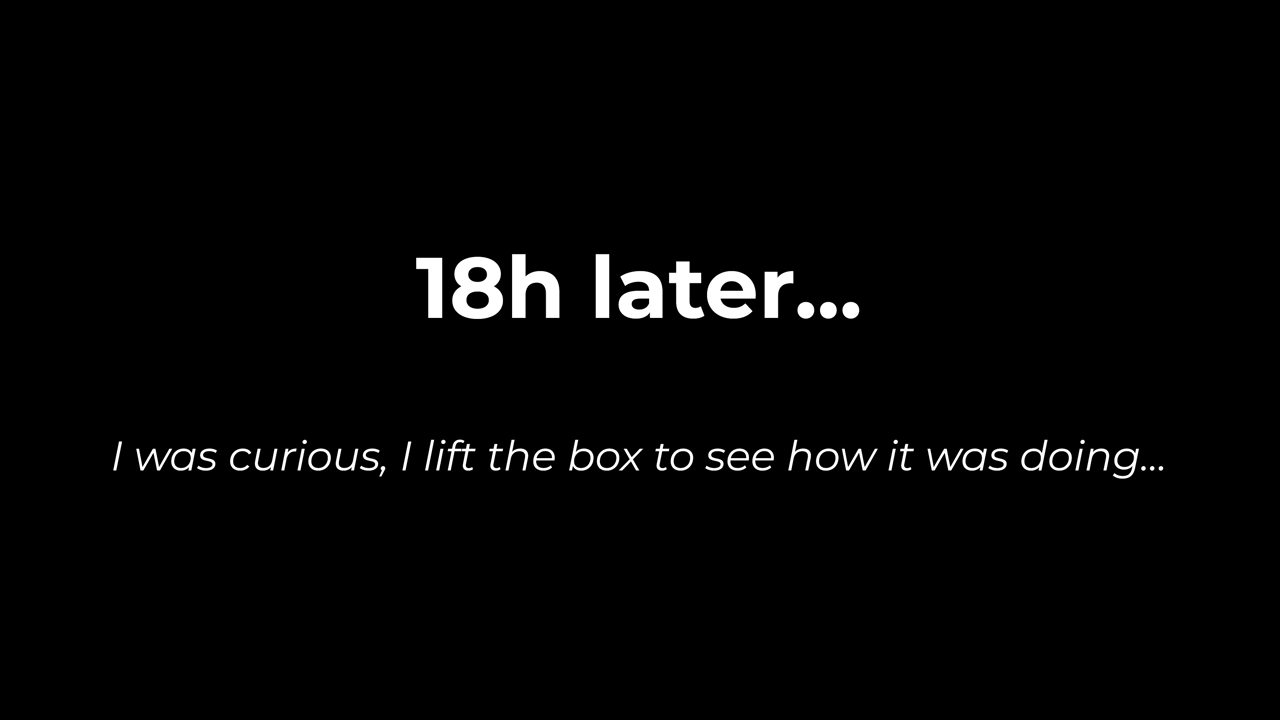 18h later...
I was curious, I lift the box to see how it was doing...